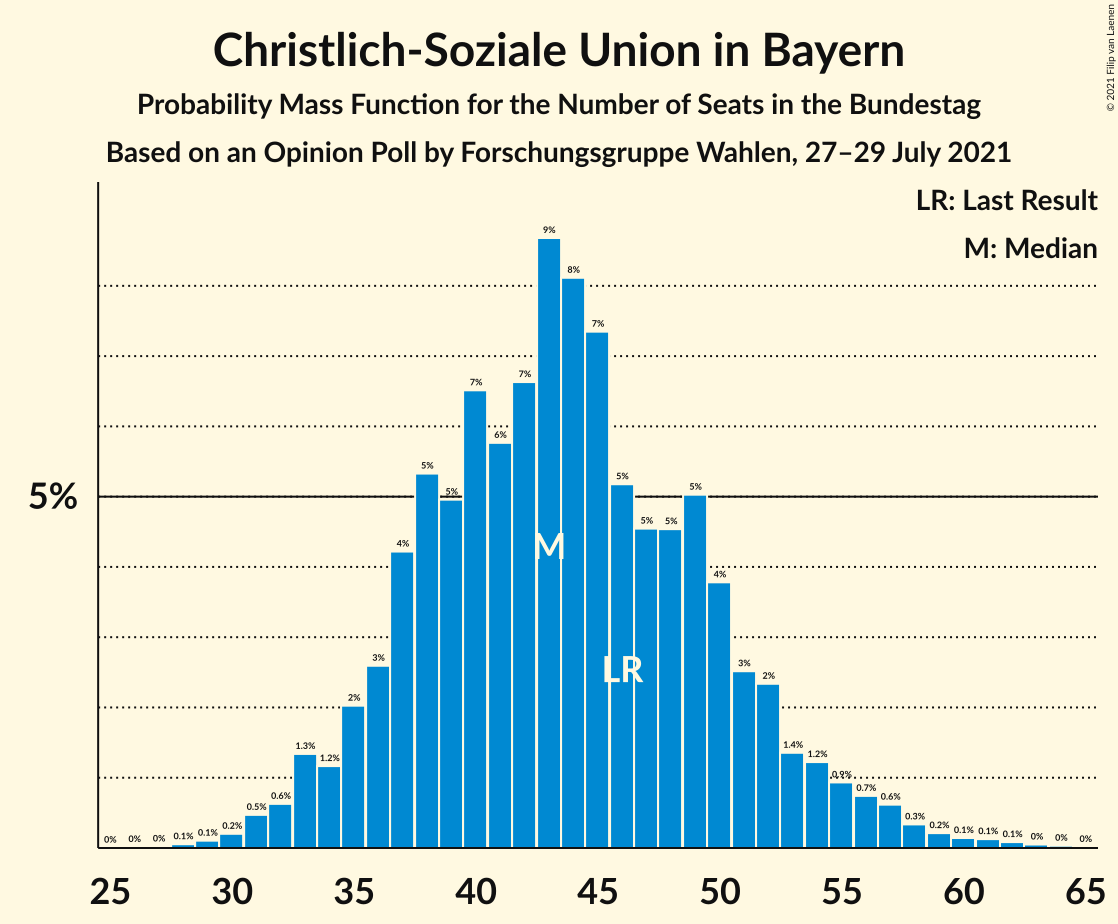 Christlich-Soziale Union in Bayern
Probability Mass Function for the Number of Seats in the Bundestag
Based on an Opinion Poll by Forschungsgruppe Wahlen, 27–29 July 2021
© 2021 Filip van Laenen
LR: Last Result
M: Median
5%
0% 0% 0% 0.1% 0.1% 0.2% 0.5% 0.6% 1.3% 1.2% 2% 3% 4% 5% 5% 7% 6% 7% 9% 8% 7% 5% 5% 5% 5% 4% 3% 2% 1.4% 1.2% 0.9% 0.7% 0.6% 0.3% 0.2% 0.1% 0.1% 0.1% 0% 0% 0%
M
LR
25 30 35 40 45 50 55 60 65